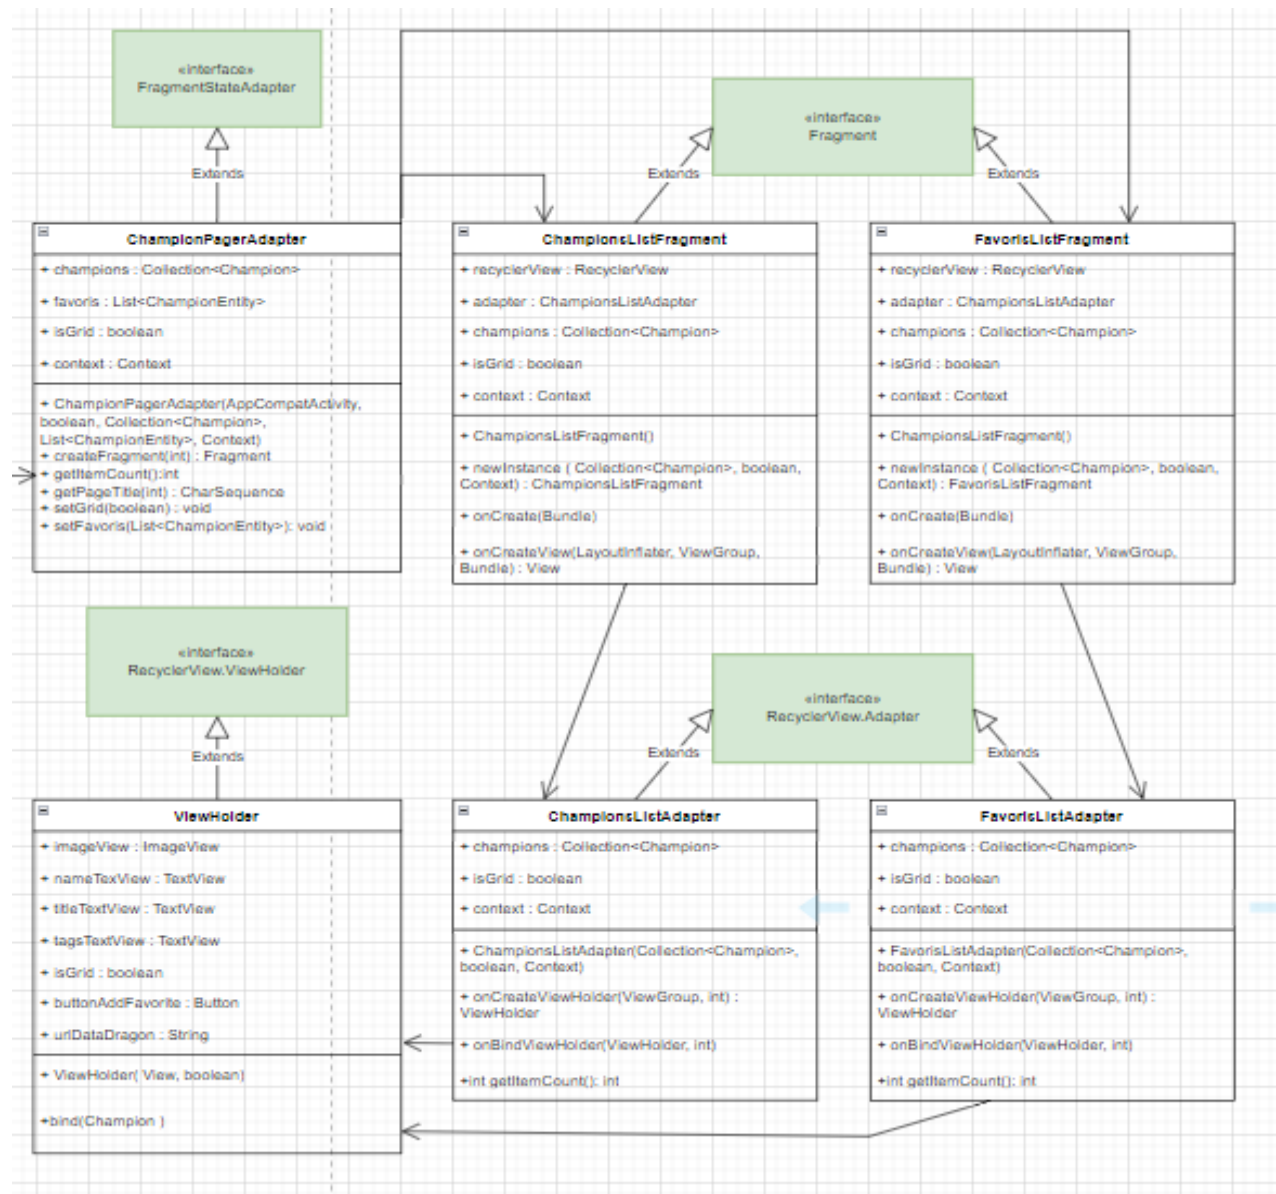 «interface»
FragmentStateAdapter
«interface»
Fragment
Extends
Extends
Extends
ChampionPagerAdapter
+ champions : Collection<Champion>
+ favoris : List<ChampionEntity>
+ isGrid : boolean
+ context : Context
+ ChampionPagerAdapter(AppCompatActivity,
boolean, Collection<Champion>,
List<ChampionEntity>, Context)
+ createFragment(int) : Fragment
+ getItemCount():int
+ getPageTitle(int) : CharSequence
+ setGrid(boolean) : void
+ setFavoris(List<ChampionEntity>): void
ChampionsListFragment
+ recyclerView : RecyclerView
+ adapter : ChampionsListAdapter
+ champions : Collection<Champion>
+ isGrid : boolean
+ context : Context
+ ChampionsListFragment()
+ newInstance ( Collection<Champion>, boolean,
Context) : ChampionsListFragment
+ onCreate(Bundle)
+ onCreateView(LayoutInflater, ViewGroup,
Bundle) : View
FavorisListFragment
+ recyclerView : RecyclerView
+ adapter : ChampionsListAdapter
+ champions : Collection<Champion>
+ isGrid : boolean
+ context : Context
+ ChampionsListFragment()
+ newInstance ( Collection<Champion>, boolean,
Context) : FavorisListFragment
+ onCreate(Bundle)
+ onCreateView(LayoutInflater, ViewGroup,
Bundle) : View
«interface»
RecyclerView.ViewHolder
«interface»
RecyclerView.Adapter
Extends
Extends
Extends
ViewHolder
+ imageView : ImageView
+ nameTexView : TextView
+ titleTextView : TextView
+ tagsTextView : TextView
+ isGrid : boolean
+ buttonAddFavorite : Button
+ urlDataDragon : String
+ ViewHolder( View, boolean)
+bind(Champion )
ChampionsListAdapter
+ champions : Collection<Champion>
+ isGrid : boolean
+ context : Context
+ ChampionsListAdapter(Collection<Champion>,
boolean, Context)
+ onCreateViewHolder(ViewGroup, int) :
ViewHolder
+ onBindViewHolder(ViewHolder, int)
+int getItemCount(): int
FavorisListAdapter
+ champions : Collection<Champion>
+ isGrid : boolean
+ context : Context
+ FavorisListAdapter(Collection<Champion>,
boolean, Context)
+ onCreateViewHolder(ViewGroup, int) :
ViewHolder
+ onBindViewHolder(ViewHolder, int)
+int getItemCount(): int